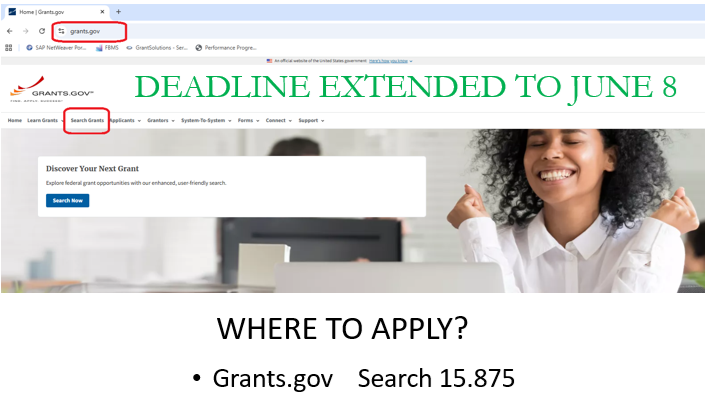 Home | Grants.gov
grants.gov
SAP NetWeaver Por...
FBMS
GrantSolutions - Ser...
Performance Progre...
An official website of the United States government Here's how you know
GRANTS.GOV
DEADLINE EXTENDED TO JUNE 8
Home Learn Grants Search Grants Applicants Grantors System-To-System Forms Connect Support
Discover Your Next Grant
Explore federal grant opportunities with our enhanced, user-friendly search.
Search Now
WHERE TO APPLY?
• Grants.gov Search 15.875